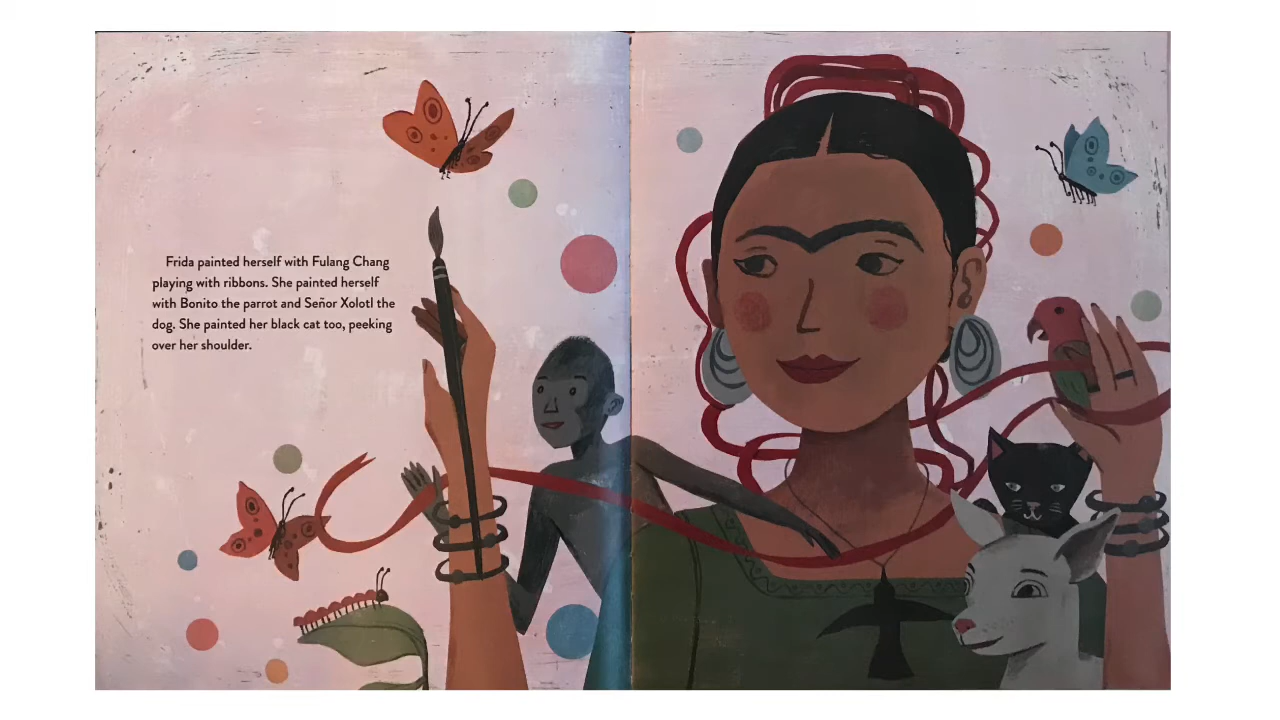 Frida painted herself with Fulang Chang
playing with ribbons. She painted herself
with Bonito the parrot and Señor Xolotl the
dog. She painted her black cat too, peeking
over her shoulder.